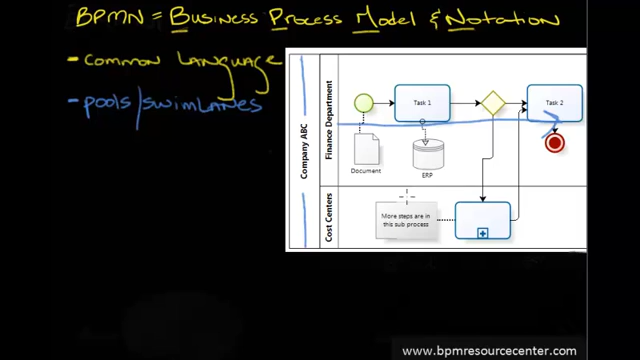 BPMN = Business Process Model & Notation
- Common Language
- pools/swimlanes
Company ABC
Finance Department
Task 1
Task 2
Document
ERP
Cost Centers
More steps are in
this sub process
www.bpmresourcecenter.com